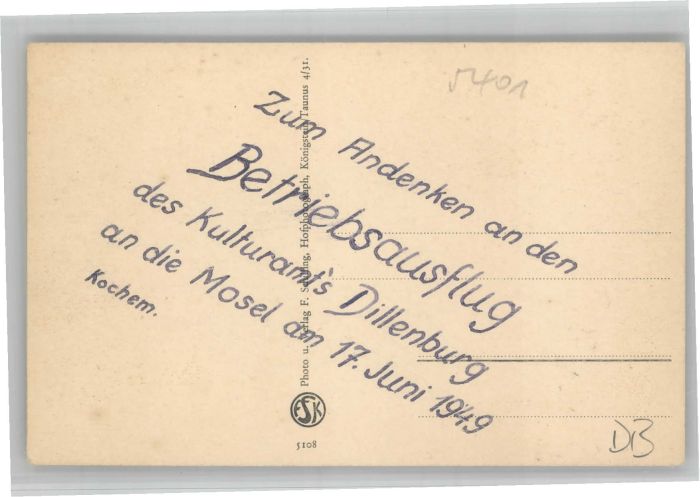 5401
Zum Andenken an den
Betriebsausflug
des Kulturamt's Dillenburg
an die Mosel am 17. Juni 1949
Kochem.
Photo u. Verlag F. Hofphotograph, Königstein Taunus 4/31.
FSK
5108
DB